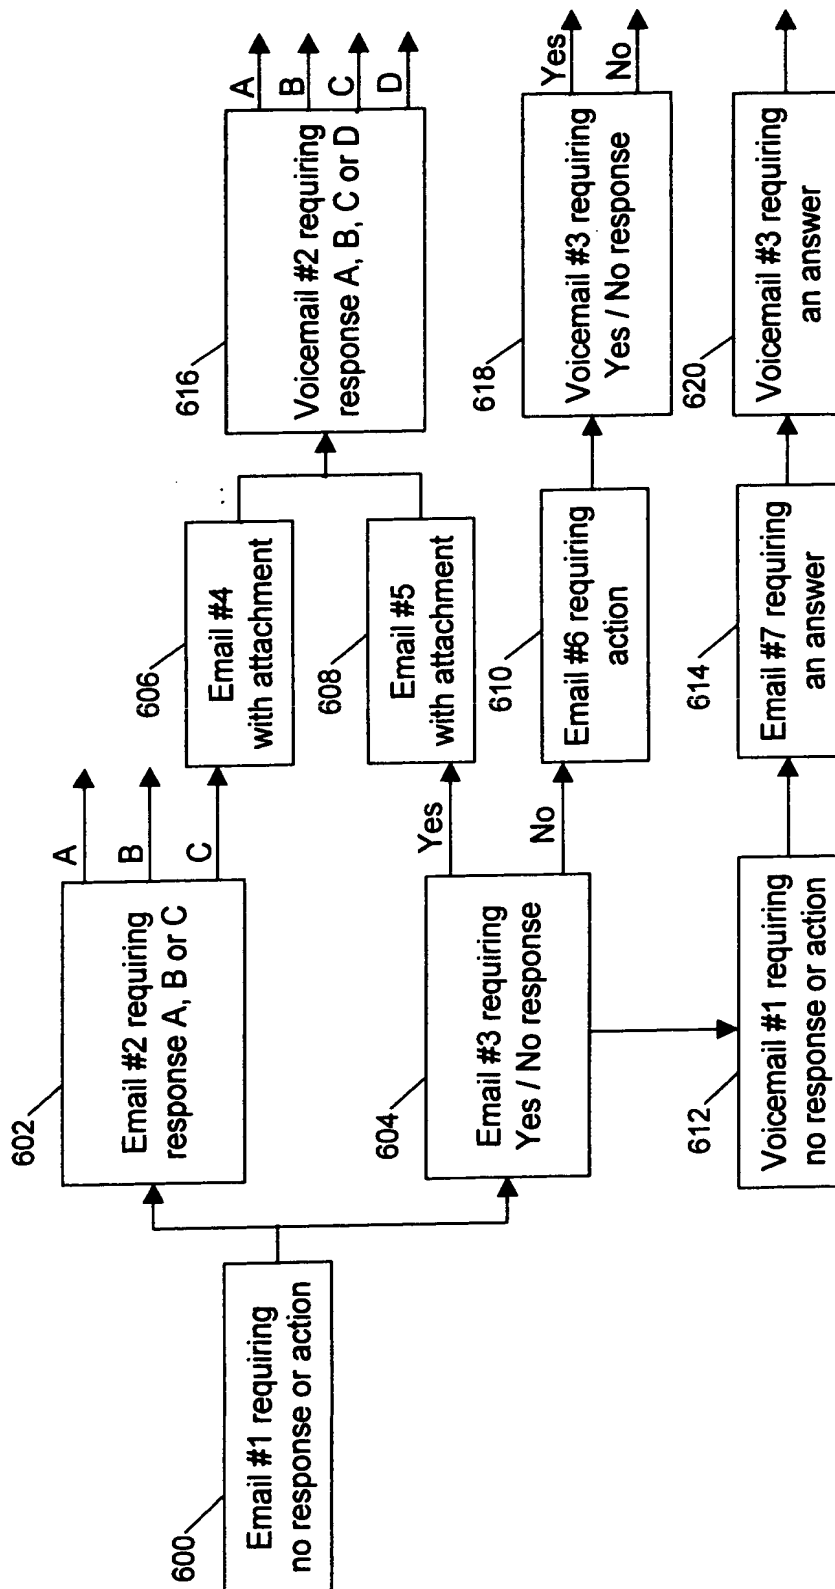 600
Email #1 requiring
no response or action
602
Email #2 requiring
response A, B or C
A
B
C
604
Email #3 requiring
Yes / No response
Yes
No
606
Email #4
with attachment
608
Email #5
with attachment
610
Email #6 requiring
action
612
Voicemail #1 requiring
no response or action
614
Email #7 requiring
an answer
616
Voicemail #2 requiring
response A, B, C or D
A
B
C
D
618
Voicemail #3 requiring
Yes / No response
Yes
No
620
Voicemail #3 requiring
an answer